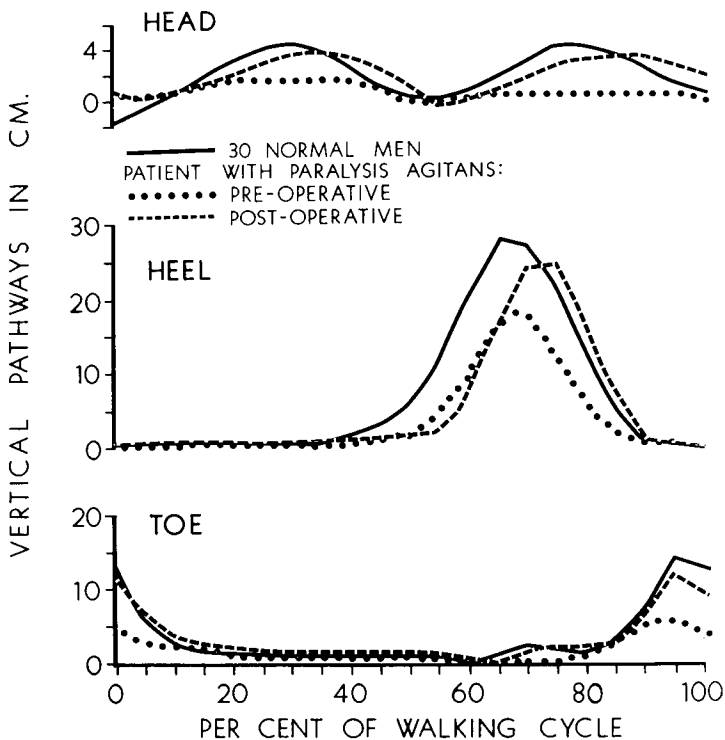 HEAD
4
0
30 NORMAL MEN
PATIENT WITH PARALYSIS AGITANS:
PRE-OPERATIVE
POST-OPERATIVE
VERTICAL PATHWAYS IN CM.
HEEL
30
20
10
0
TOE
20
10
0
0 20 40 60 80 100
PER CENT OF WALKING CYCLE